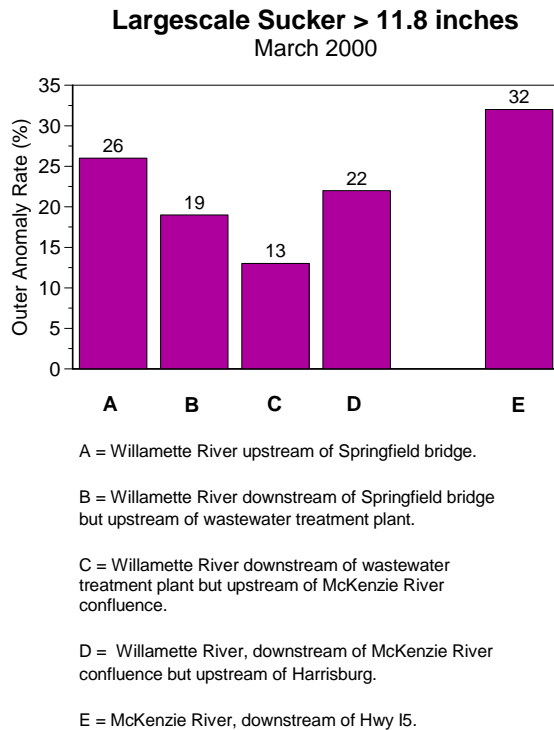 Largescale Sucker > 11.8 inches
March 2000
Outer Anomaly Rate (%)
35
30
25
20
15
10
5
0
26
19
13
22
32
A B C D E
A = Willamette River upstream of Springfield bridge.
B = Willamette River downstream of Springfield bridge
but upstream of wastewater treatment plant.
C = Willamette River downstream of wastewater
treatment plant but upstream of McKenzie River
confluence.
D = Willamette River, downstream of McKenzie River
confluence but upstream of Harrisburg.
E = McKenzie River, downstream of Hwy I5.